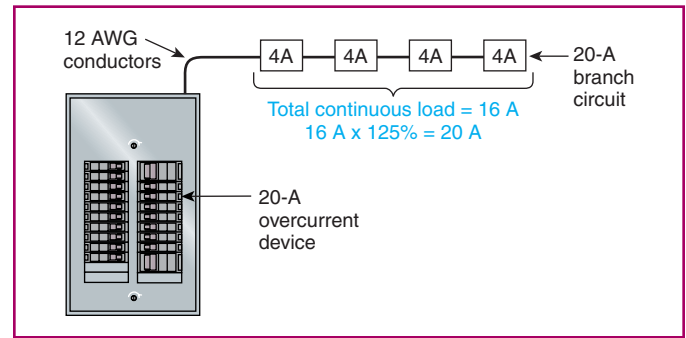 12 AWG
conductors
4A
4A
4A
4A
20-A
branch
circuit
Total continuous load = 16 A
16 A x 125% = 20 A
20-A
overcurrent
device